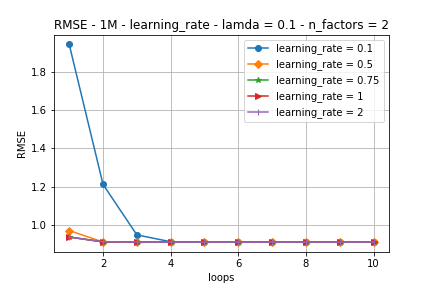 RMSE - 1M - learning_rate - lamda = 0.1 - n_factors = 2
learning_rate = 0.1
learning_rate = 0.5
learning_rate = 0.75
learning_rate = 1
learning_rate = 2
RMSE
1.8
1.6
1.4
1.2
1.0
2 4 6 8 10
loops